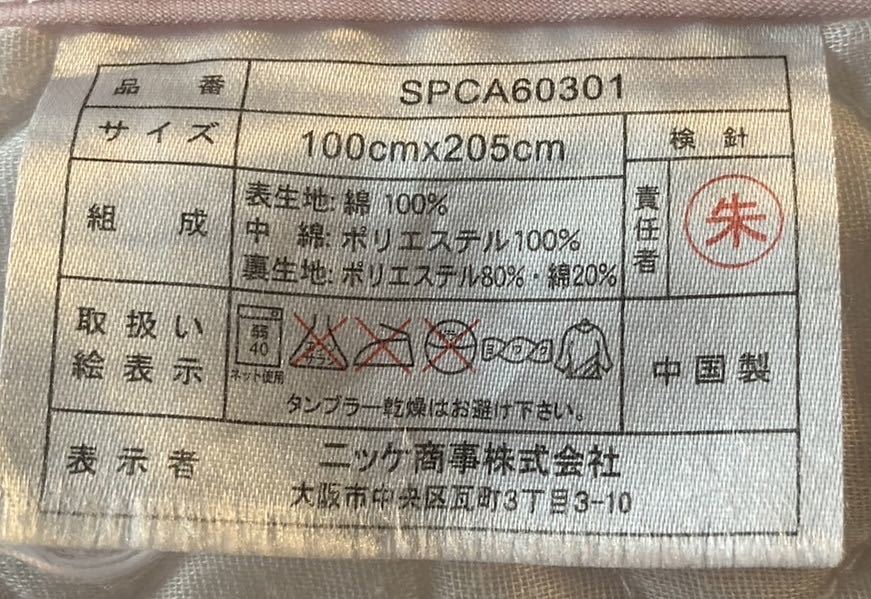 品番 SPCA60301
サイズ 100cm×205cm 検針
組成 表生地: 綿 100%
中 綿: ポリエステル100%
裏生地: ポリエステル80%・綿20%
責任者 朱
取扱い
絵表示
弱
40
ネット使用
タンブラー乾燥はお避け下さい。
中国製
表示者 ニッケ商事株式会社
大阪市中央区瓦町3丁目3-10